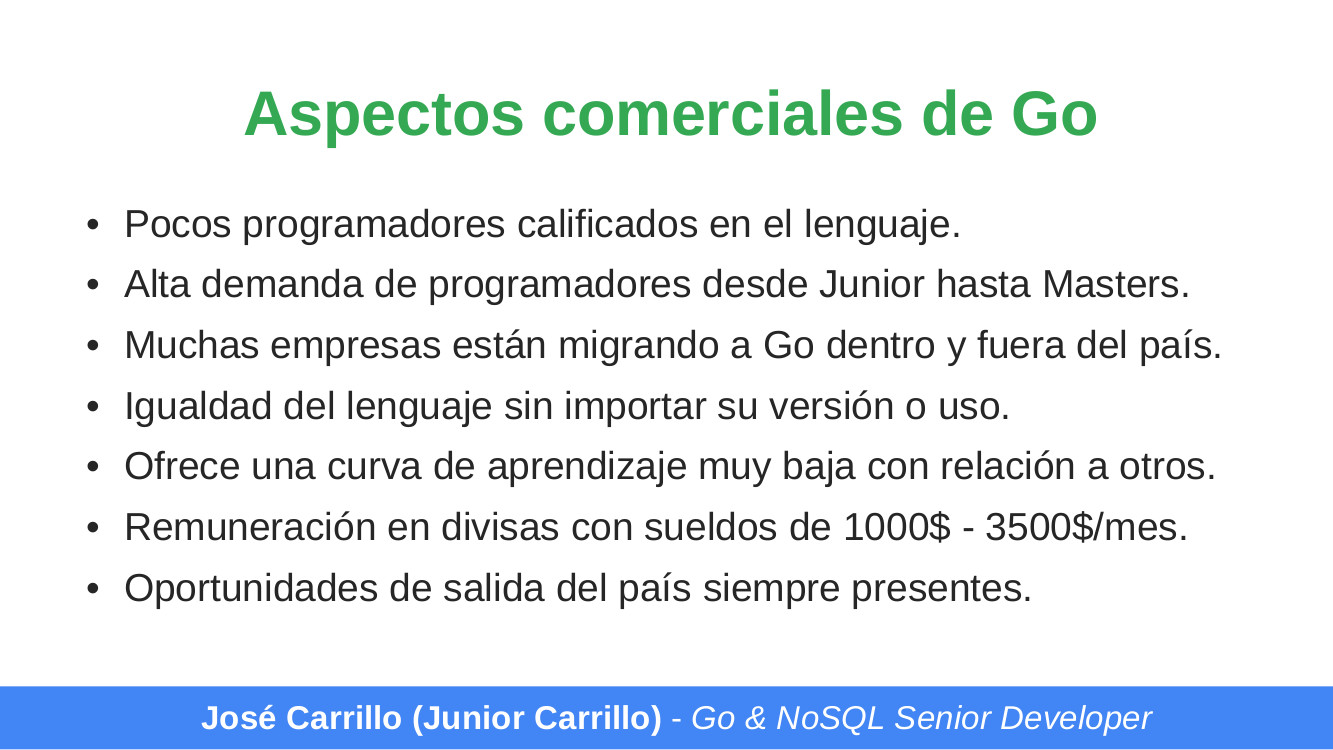 Aspectos comerciales de Go
• Pocos programadores calificados en el lenguaje.
• Alta demanda de programadores desde Junior hasta Masters.
• Muchas empresas están migrando a Go dentro y fuera del país.
• Igualdad del lenguaje sin importar su versión o uso.
• Ofrece una curva de aprendizaje muy baja con relación a otros.
• Remuneración en divisas con sueldos de 1000$ - 3500$/mes.
• Oportunidades de salida del país siempre presentes.
José Carrillo (Junior Carrillo) - Go & NoSQL Senior Developer